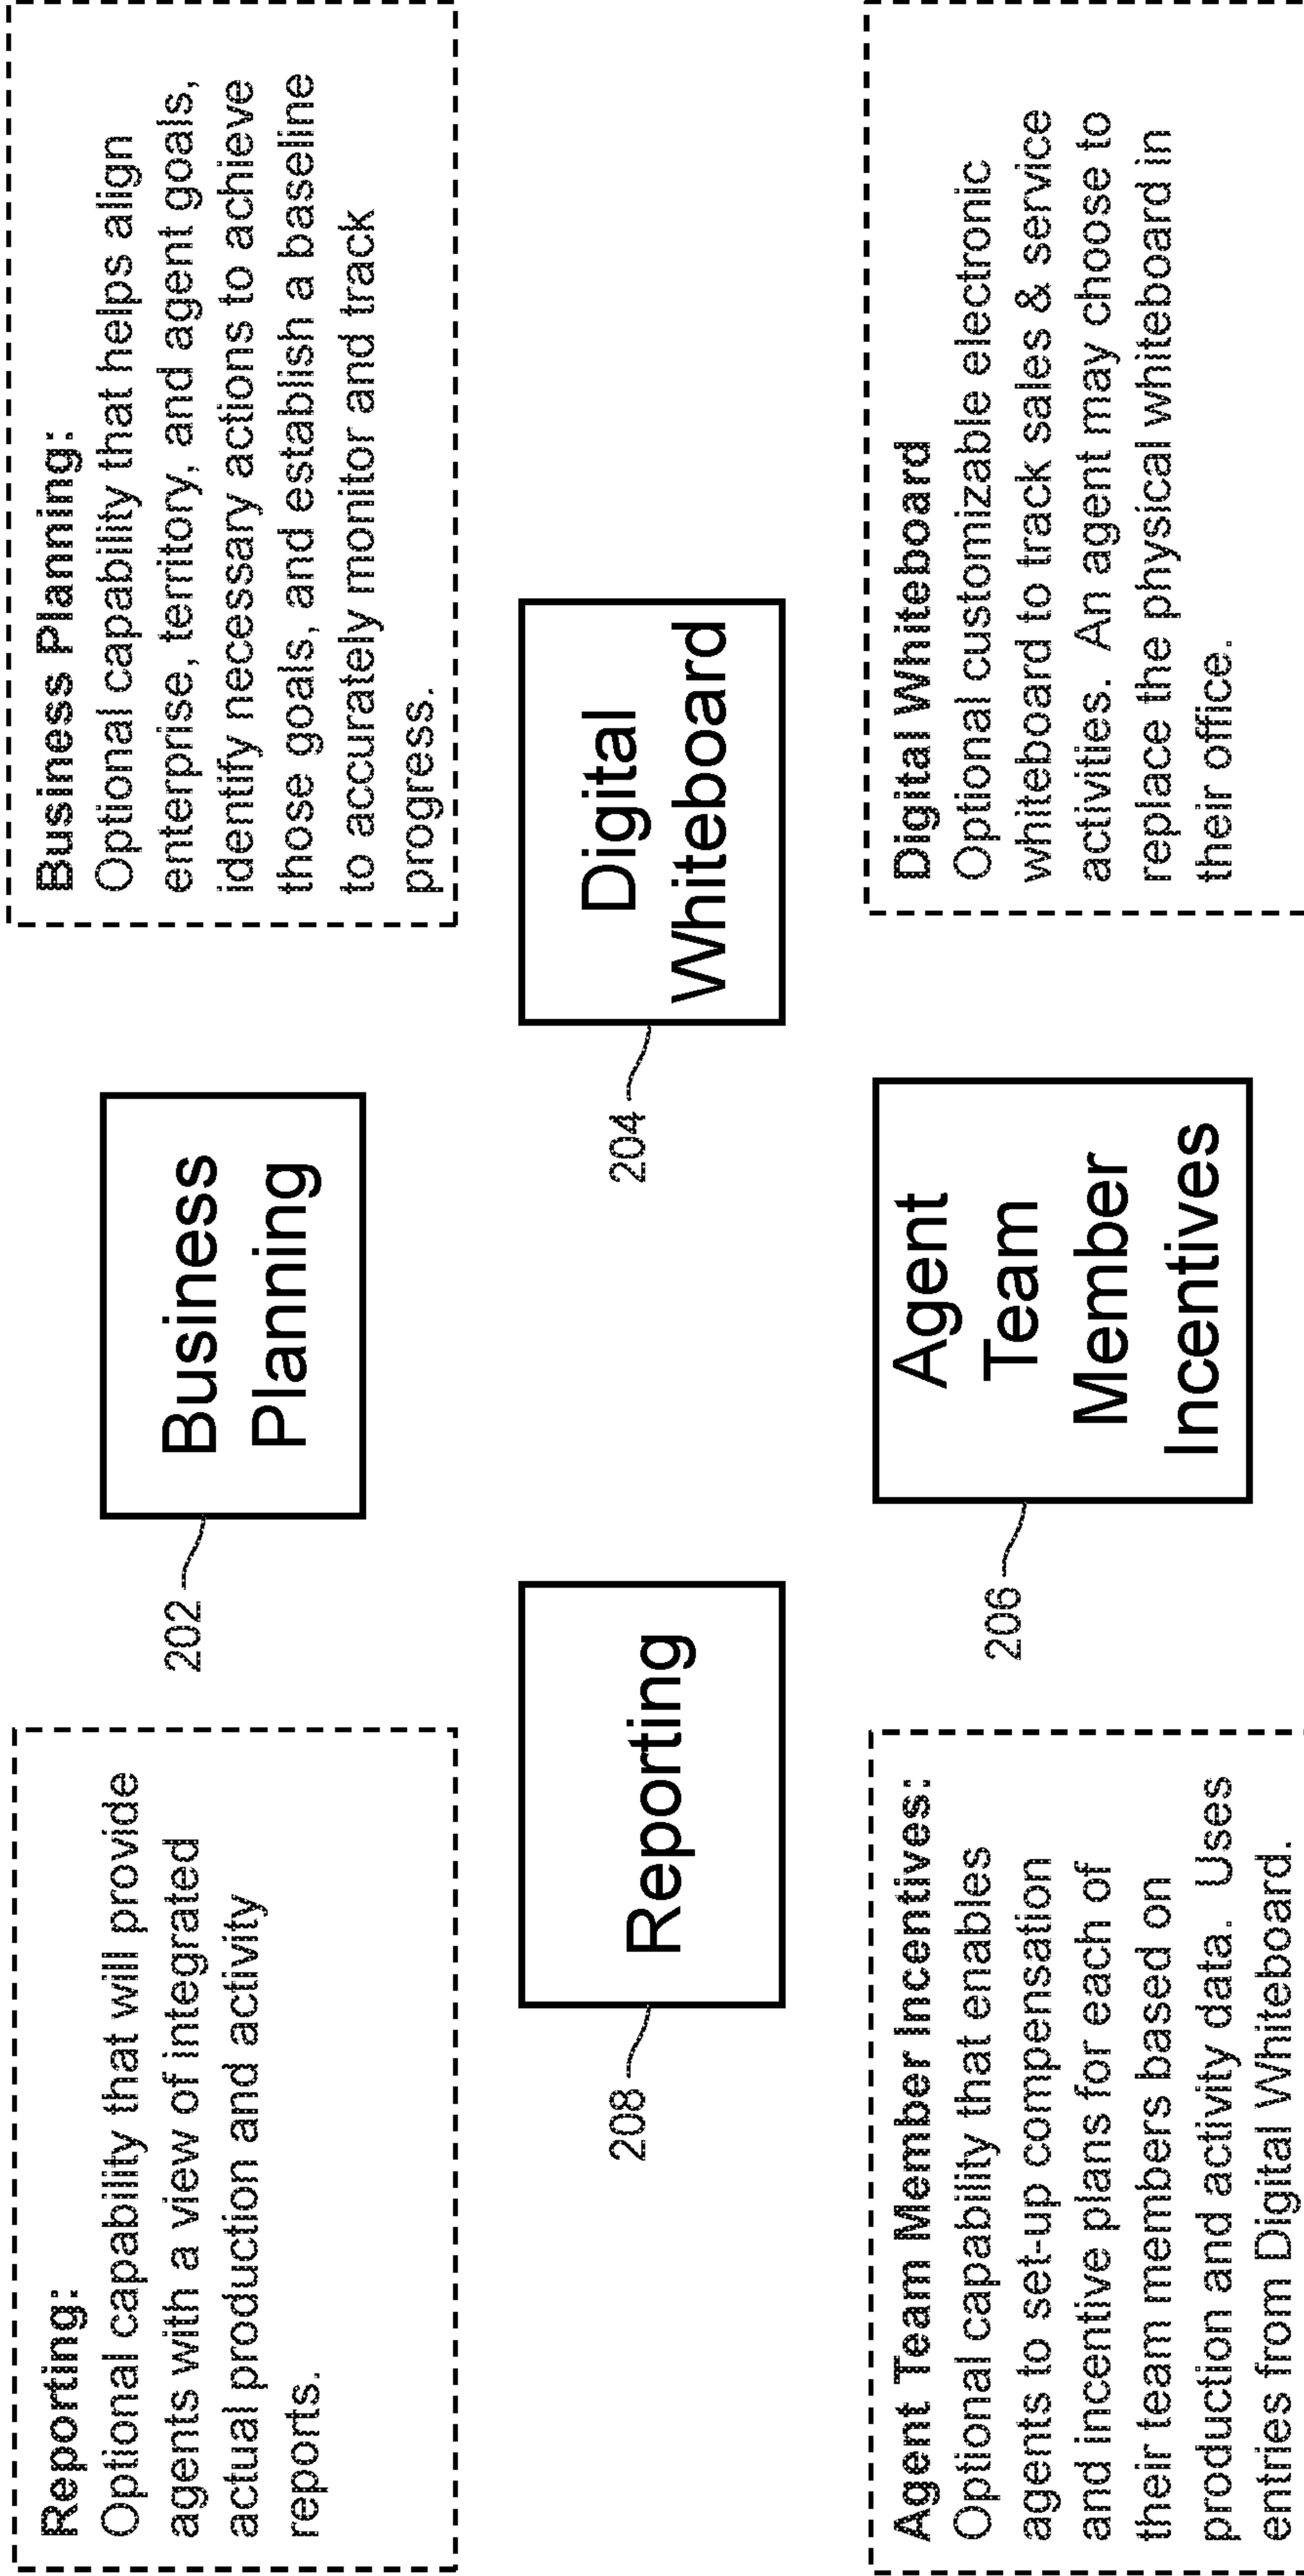 Reporting:
Optional capability that will provide
agents with a view of integrated
actual production and activity
reports.
202
Business
Planning
Business Planning:
Optional capability that helps align
enterprise, territory, and agent goals,
identify necessary actions to achieve
those goals, and establish a baseline
to accurately monitor and track
progress.
208
Reporting
204
Digital
Whiteboard
Agent Team Member Incentives:
Optional capability that enables
agents to set-up compensation
and incentive plans for each of
their team members based on
production and activity data. Uses
entries from Digital Whiteboard.
206
Agent
Team
Member
Incentives
Digital Whiteboard
Optional customizable electronic
whiteboard to track sales & service
activities. An agent may choose to
replace the physical whiteboard in
their office.